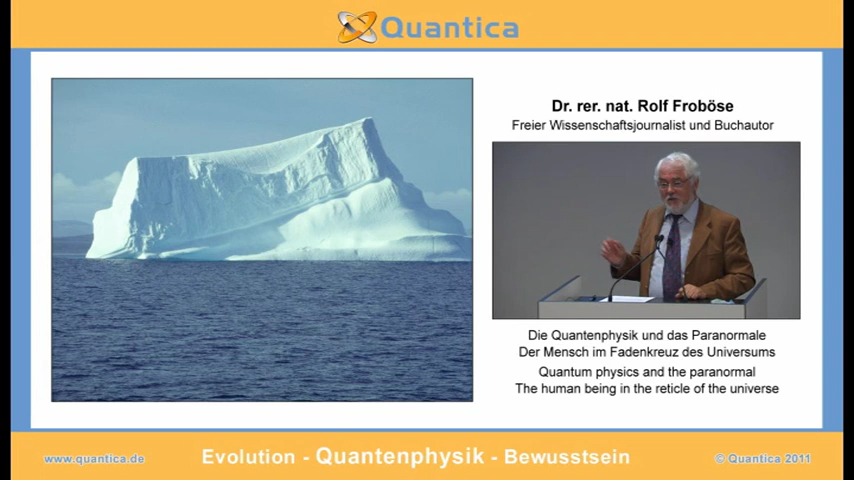 Quantica
Dr. rer. nat. Rolf Froböse
Freier Wissenschaftsjournalist und Buchautor
Die Quantenphysik und das Paranormale
Der Mensch im Fadenkreuz des Universums
Quantum physics and the paranormal
The human being in the reticle of the universe
www.quantica.de
Evolution - Quantenphysik - Bewusstsein
© Quantica 2011